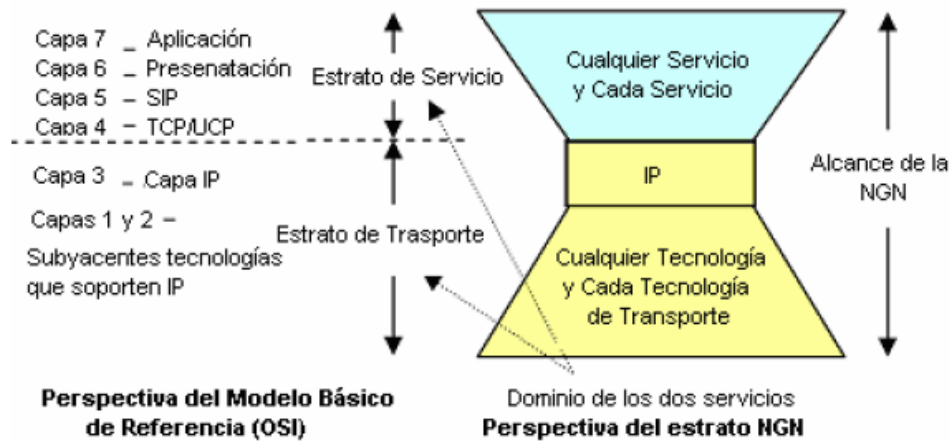 Capa 7 _ Aplicación
Capa 6 _ Presenatación
Capa 5 - SIP
Capa 4 - TCP/UCP
Estrato de Servicio
Capa 3 _ Capa IP
Capas 1 y 2 -
Subyacentes tecnologías
que soporten IP
Estrato de Trasporte
Cualquier Servicio
y Cada Servicio
IP
Cualquier Tecnología
y Cada Tecnología
de Transporte
Alcance de la
NGN
Perspectiva del Modelo Básico
de Referencia (OSI)
Dominio de los dos servicios
Perspectiva del estrato NGN